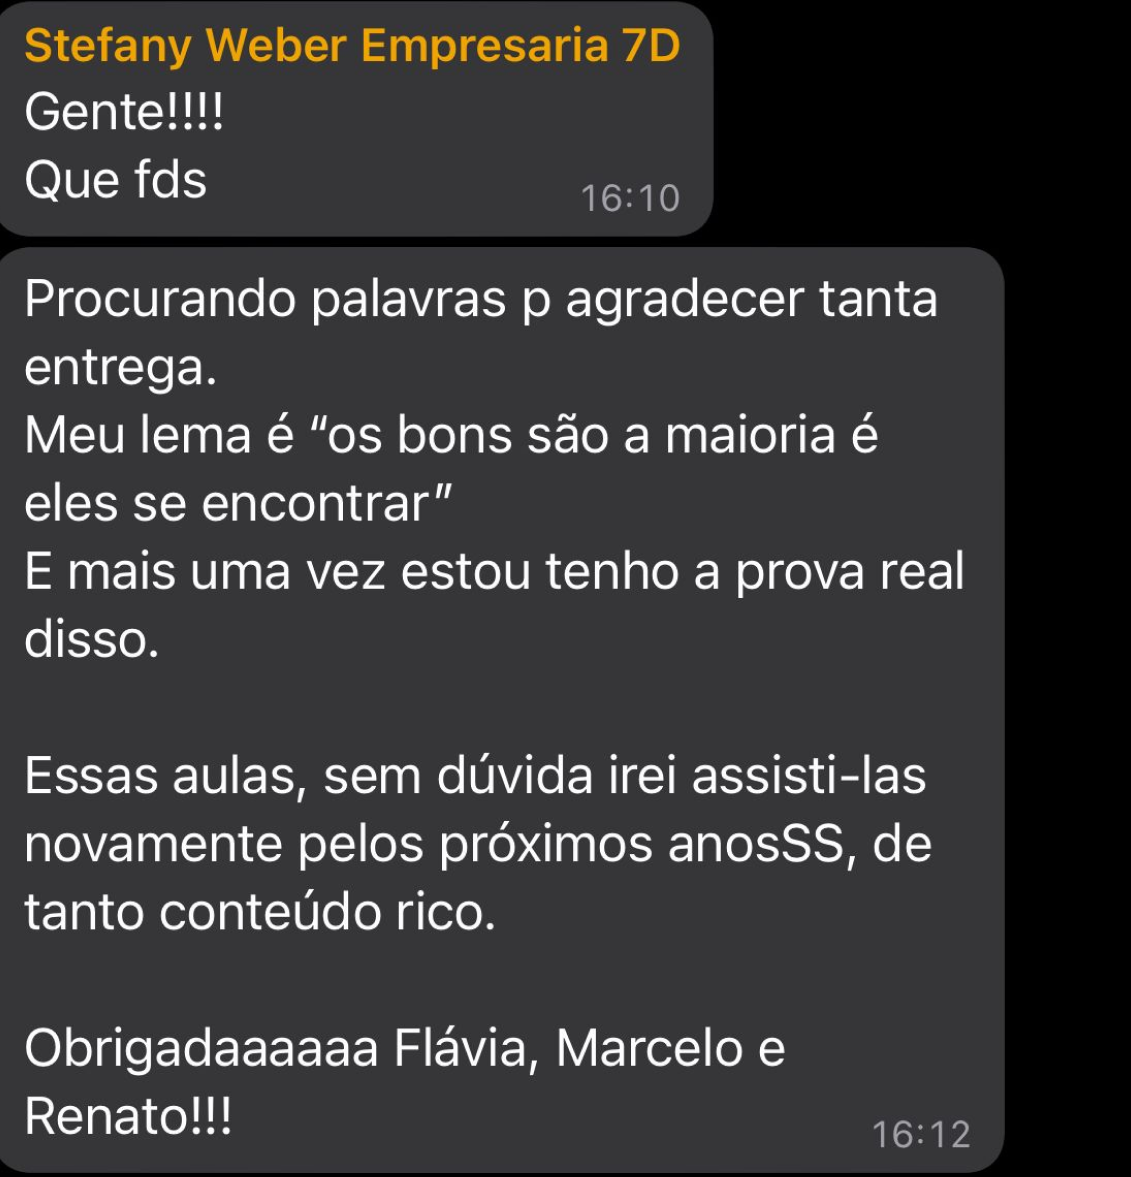 Stefany Weber Empresaria 7D
Gente!!!!
Que fds
16:10
Procurando palavras p agradecer tanta
entrega.
Meu lema é “os bons são a maioria é
eles se encontrar”
E mais uma vez estou tenho a prova real
disso.
Essas aulas, sem dúvida irei assisti-las
novamente pelos próximos anosSS, de
tanto conteúdo rico.
Obrigadaaaaaa Flávia, Marcelo e
Renato!!!
16:12